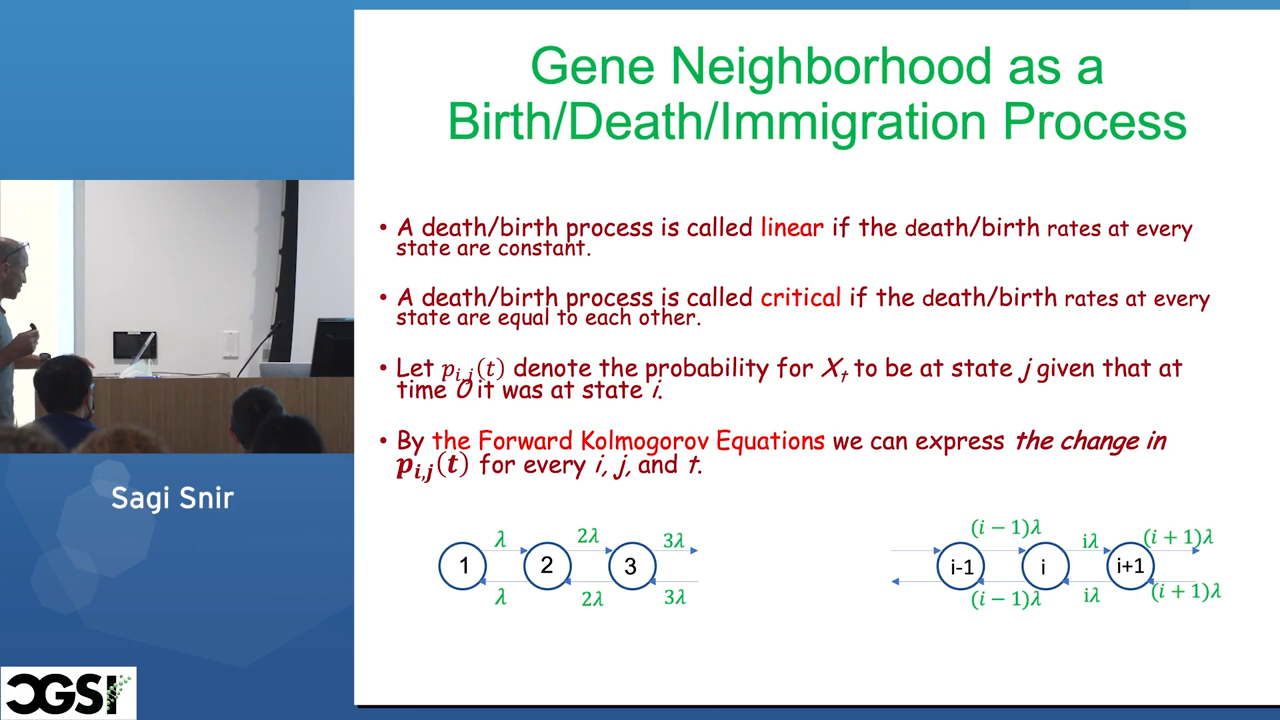 Gene Neighborhood as a
Birth/Death/Immigration Process
• A death/birth process is called linear if the death/birth rates at every
state are constant.
• A death/birth process is called critical if the death/birth rates at every
state are equal to each other.
• Let p_{i,j}(t) denote the probability for X_t to be at state j given that at
time 0 it was at state i.
• By the Forward Kolmogorov Equations we can express the change in
p_{i,j}(t) for every i, j, and t.
λ 2λ 3λ
1 2 3
λ 2λ 3λ
(i − 1)λ iλ (i + 1)λ
i-1 i i+1
(i − 1)λ iλ (i + 1)λ
Sagi Snir
CGSI